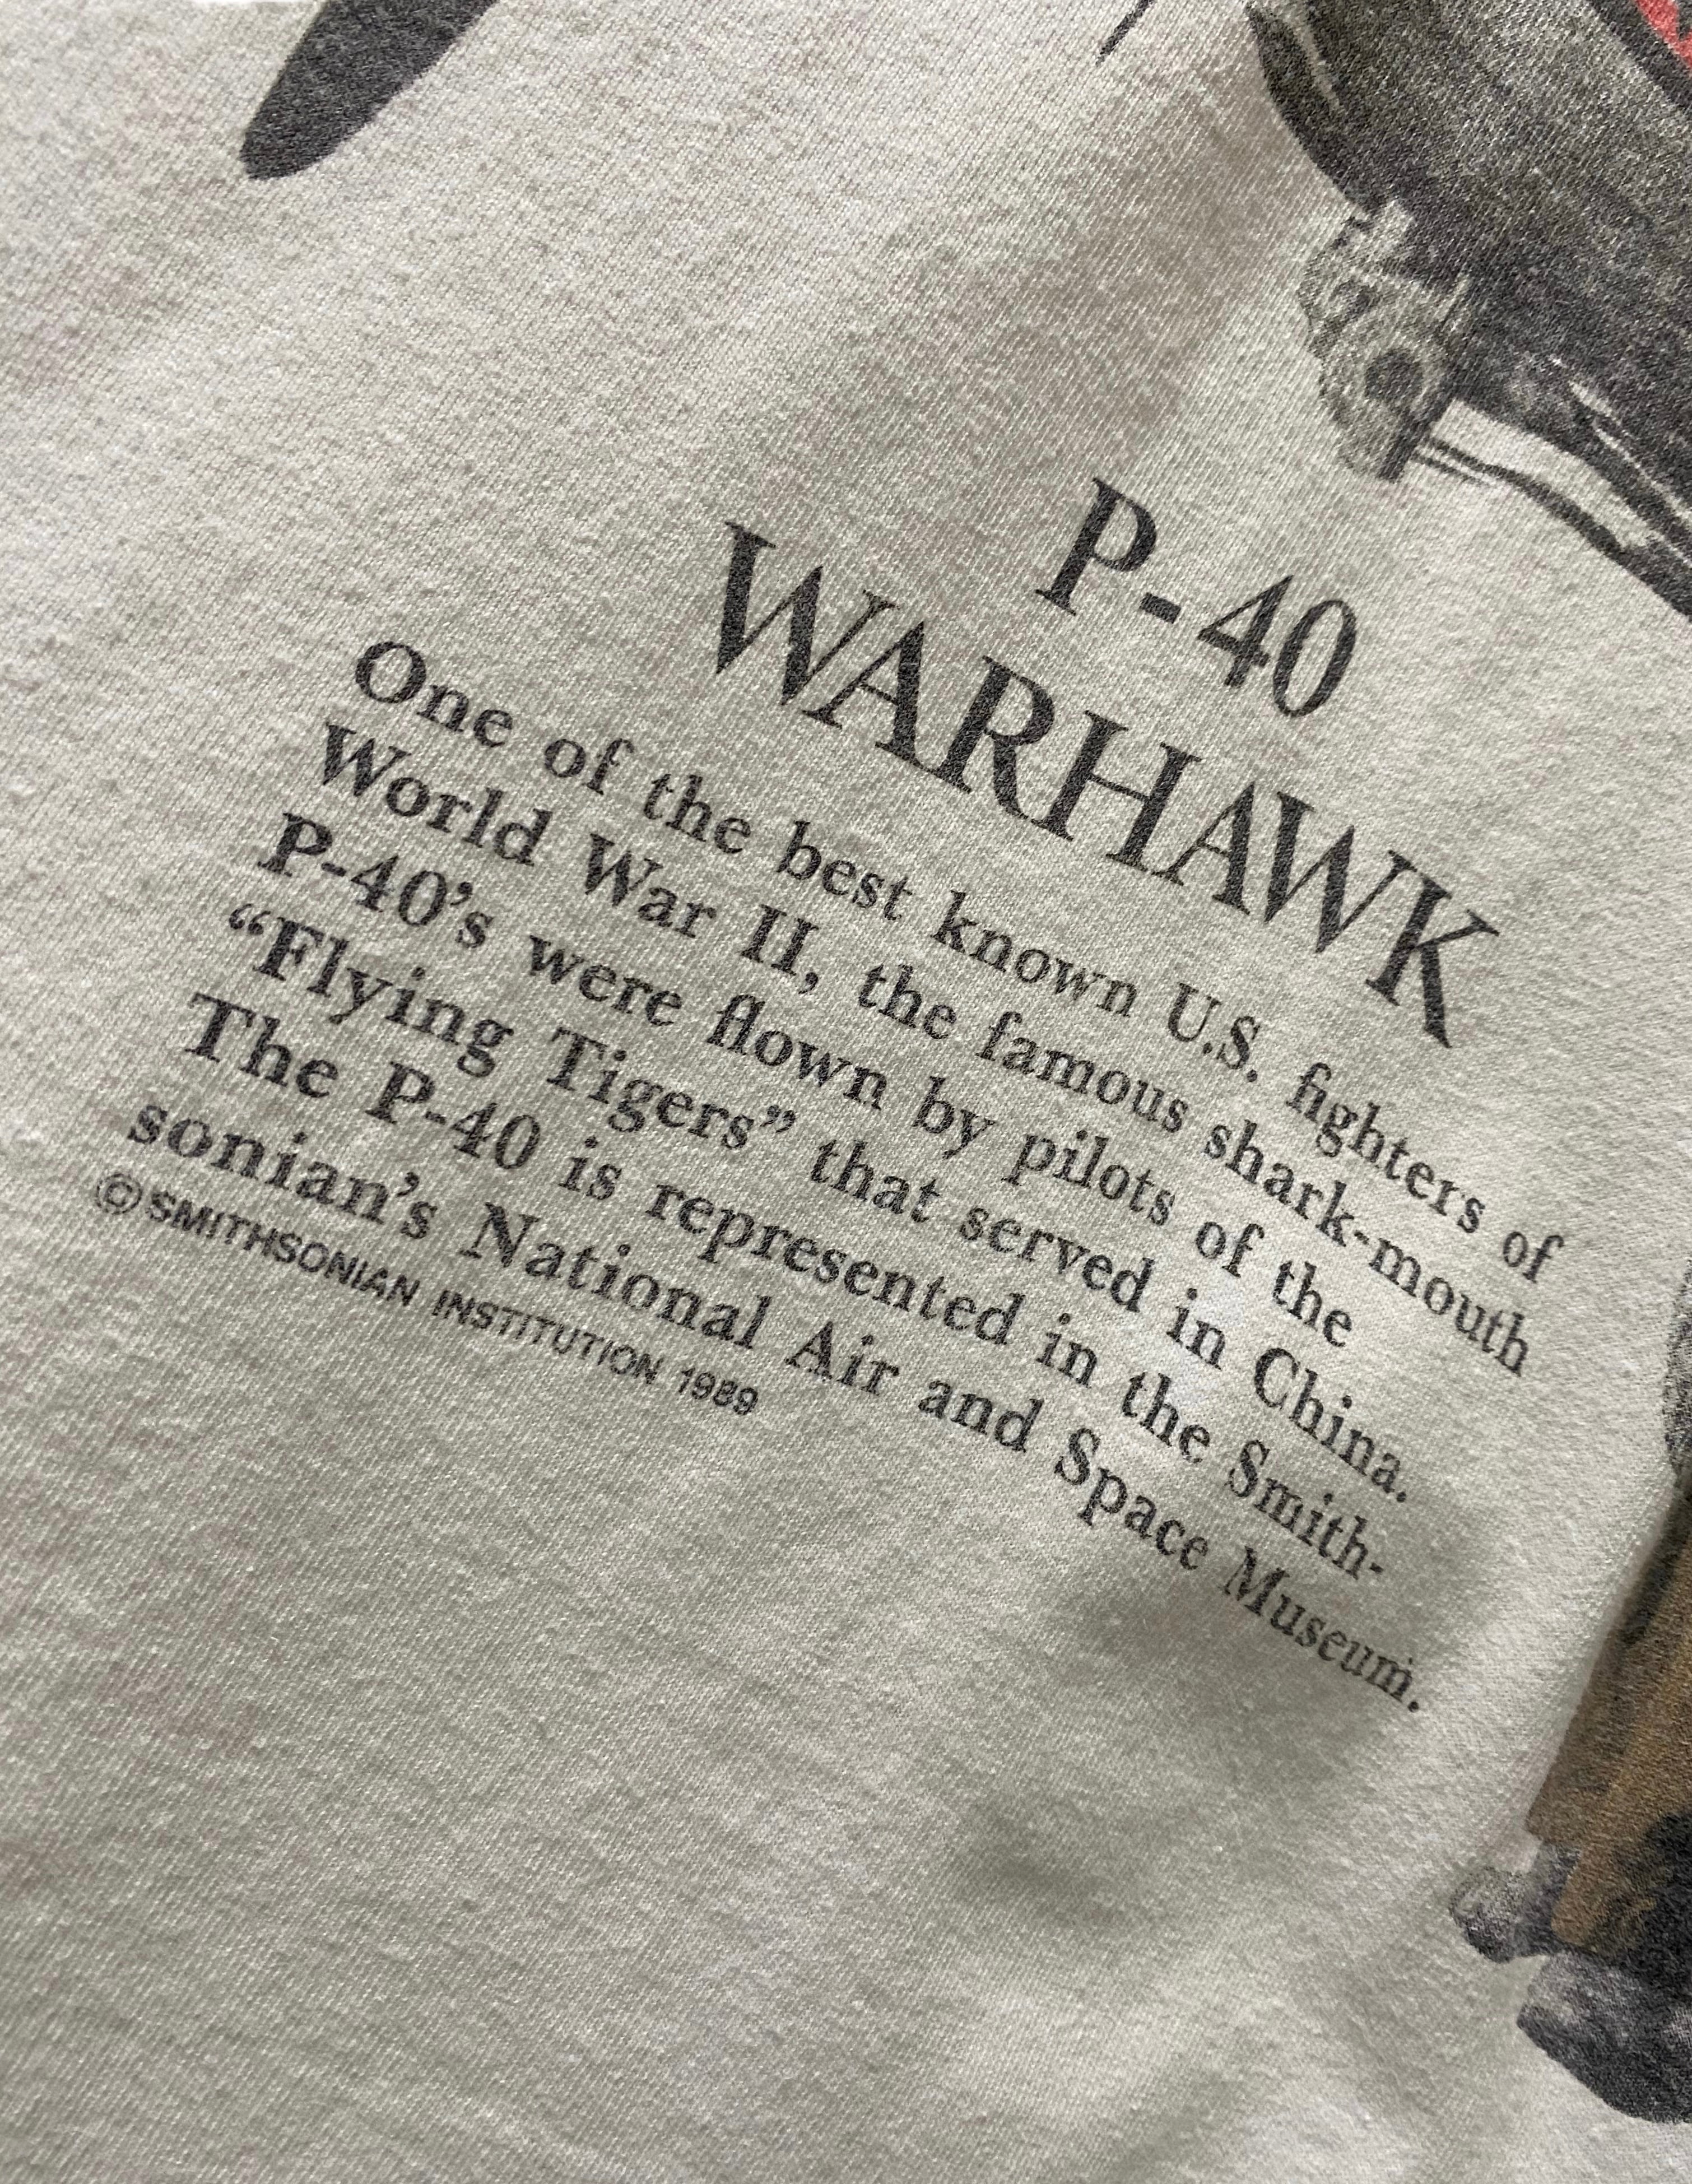 P-40
WARHAWK
One of the best known U.S. fighters of
World War II, the famous shark-mouth
P-40’s were flown by pilots of the
“Flying Tigers” that served in China.
The P-40 is represented in the Smith-
sonian’s National Air and Space Museum.
©SMITHSONIAN INSTITUTION 1989